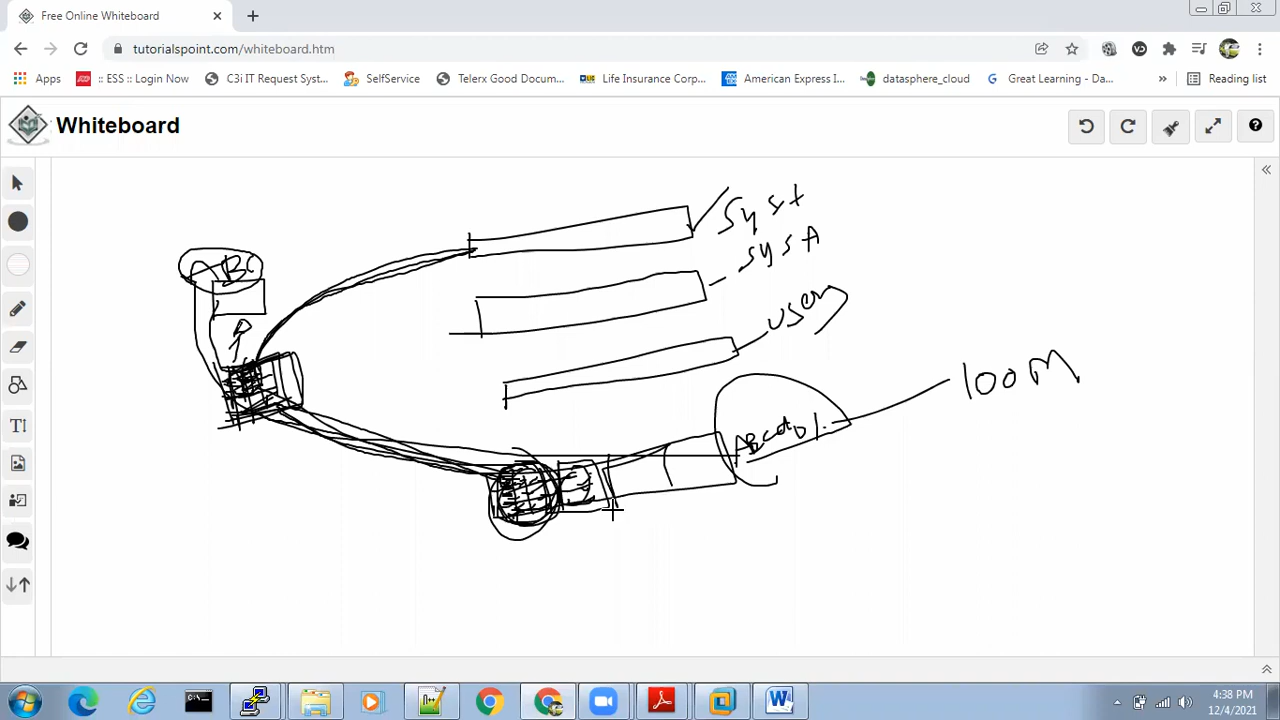 Free Online Whiteboard
tutorialspoint.com/whiteboard.htm
Apps
:: ESS :: Login Now
C3i IT Request Syst...
SelfService
Telerx Good Docum...
Life Insurance Corp...
American Express I...
datasphere_cloud
Great Learning - Da...
»
Reading list
Whiteboard
Syst
SysA
users
BC
100M
4:38 PM
12/4/2021